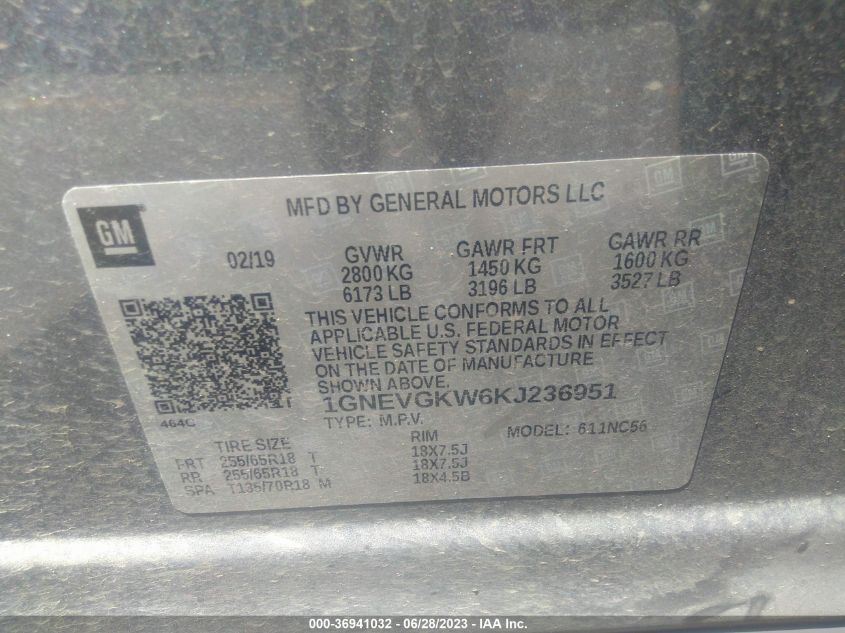 MFD BY GENERAL MOTORS LLC
GM
02/19 GVWR GAWR FRT GAWR RR
2800 KG 1450 KG 1600 KG
6173 LB 3196 LB 3527 LB
THIS VEHICLE CONFORMS TO ALL
APPLICABLE U.S. FEDERAL MOTOR
VEHICLE SAFETY STANDARDS IN EFFECT
ON THE DATE OF MANUFACTURE
SHOWN ABOVE.
1GNEVGKW6KJ236951
464C
TYPE: M.P.V. MODEL: 611NC56
TIRE SIZE RIM
FRT 255/65R18 T 18X7.5J
RR 255/65R18 T 18X7.5J
SPA T135/70R18 M 18X4.5B
000-36941032 - 06/28/2023 - IAA Inc.